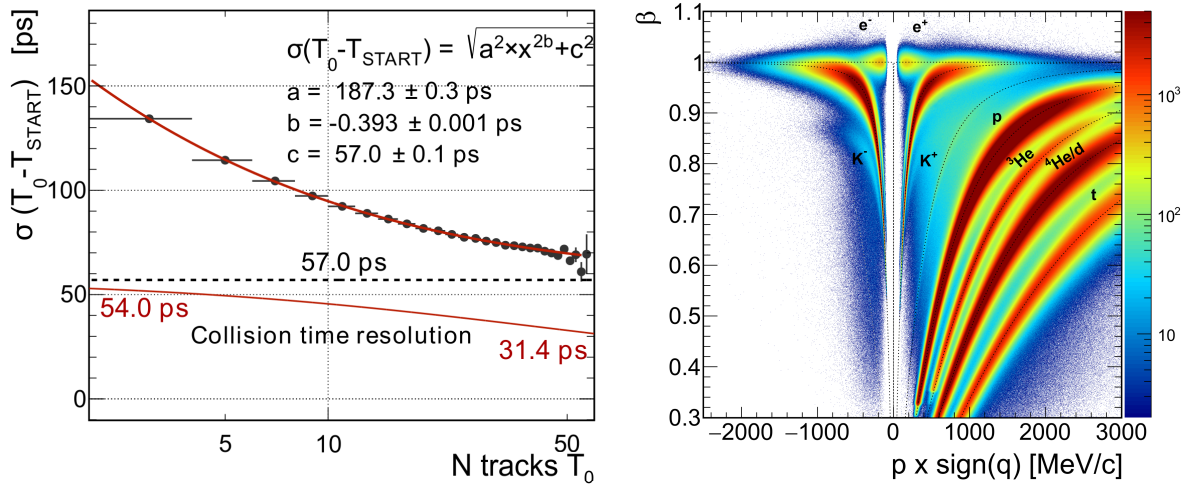 σ (T0-TSTART) [ps]
150
100
50
0
σ(T0-TSTART) = √a²×x²ᵇ+c²
a = 187.3 ± 0.3 ps
b = -0.393 ± 0.001 ps
c = 57.0 ± 0.1 ps
57.0 ps
54.0 ps
Collision time resolution
31.4 ps
5 10 50
N tracks T0
β
1.1
1
0.9
0.8
0.7
0.6
0.5
0.4
0.3
e⁻ e⁺
p
K⁻ K⁺ ³He ⁴He/d
t
−2000 −1000 0 1000 2000 3000
p x sign(q) [MeV/c]
10³
10²
10